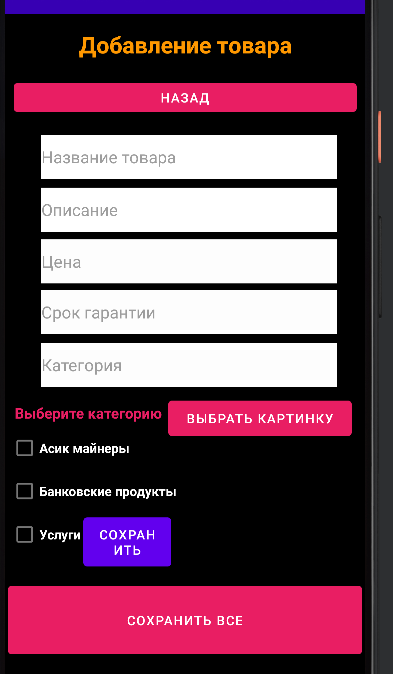 Добавление товара
НАЗАД
Название товара
Описание
Цена
Срок гарантии
Категория
Выберите категорию
ВЫБРАТЬ КАРТИНКУ
Асик майнеры
Банковские продукты
Услуги
СОХРАН
ИТЬ
СОХРАНИТЬ ВСЕ